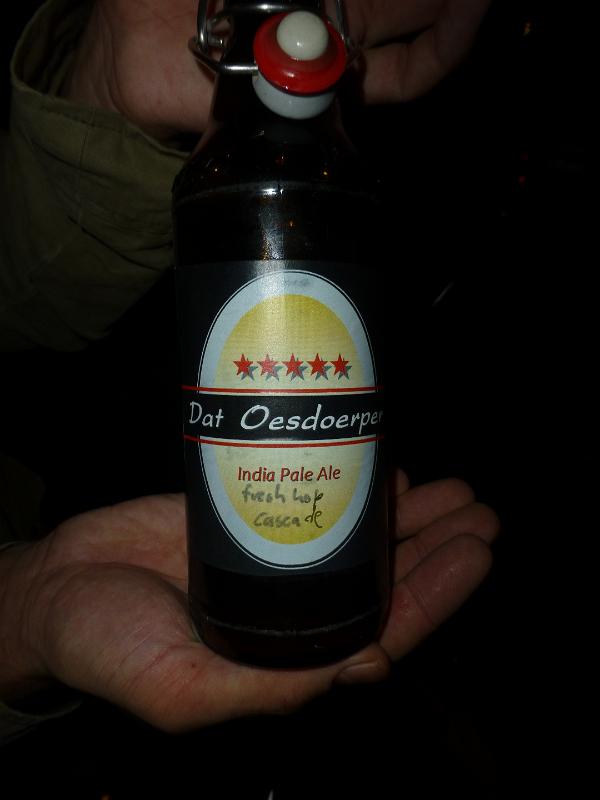 Dat Oesdoerper
India Pale Ale
fresh hop
Cascade